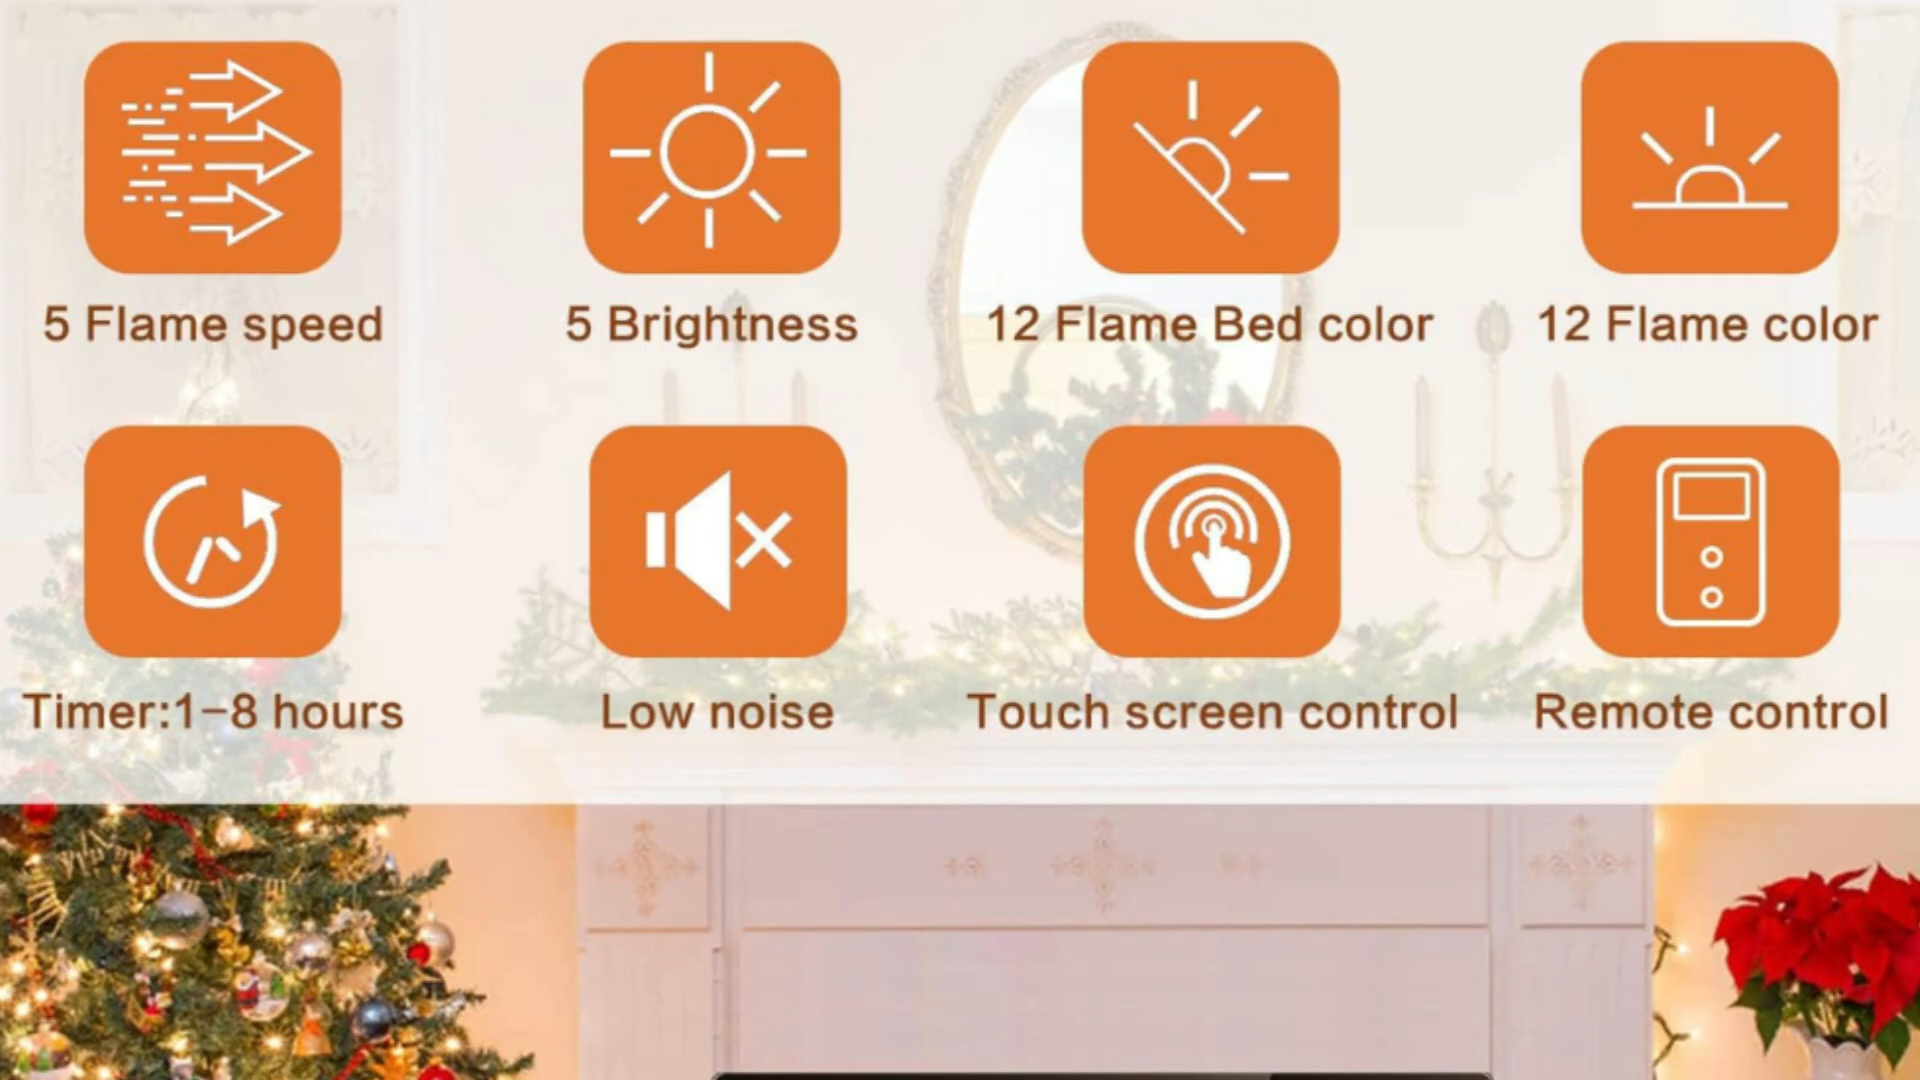 5 Flame speed
5 Brightness
12 Flame Bed color
12 Flame color
Timer:1-8 hours
Low noise
Touch screen control
Remote control